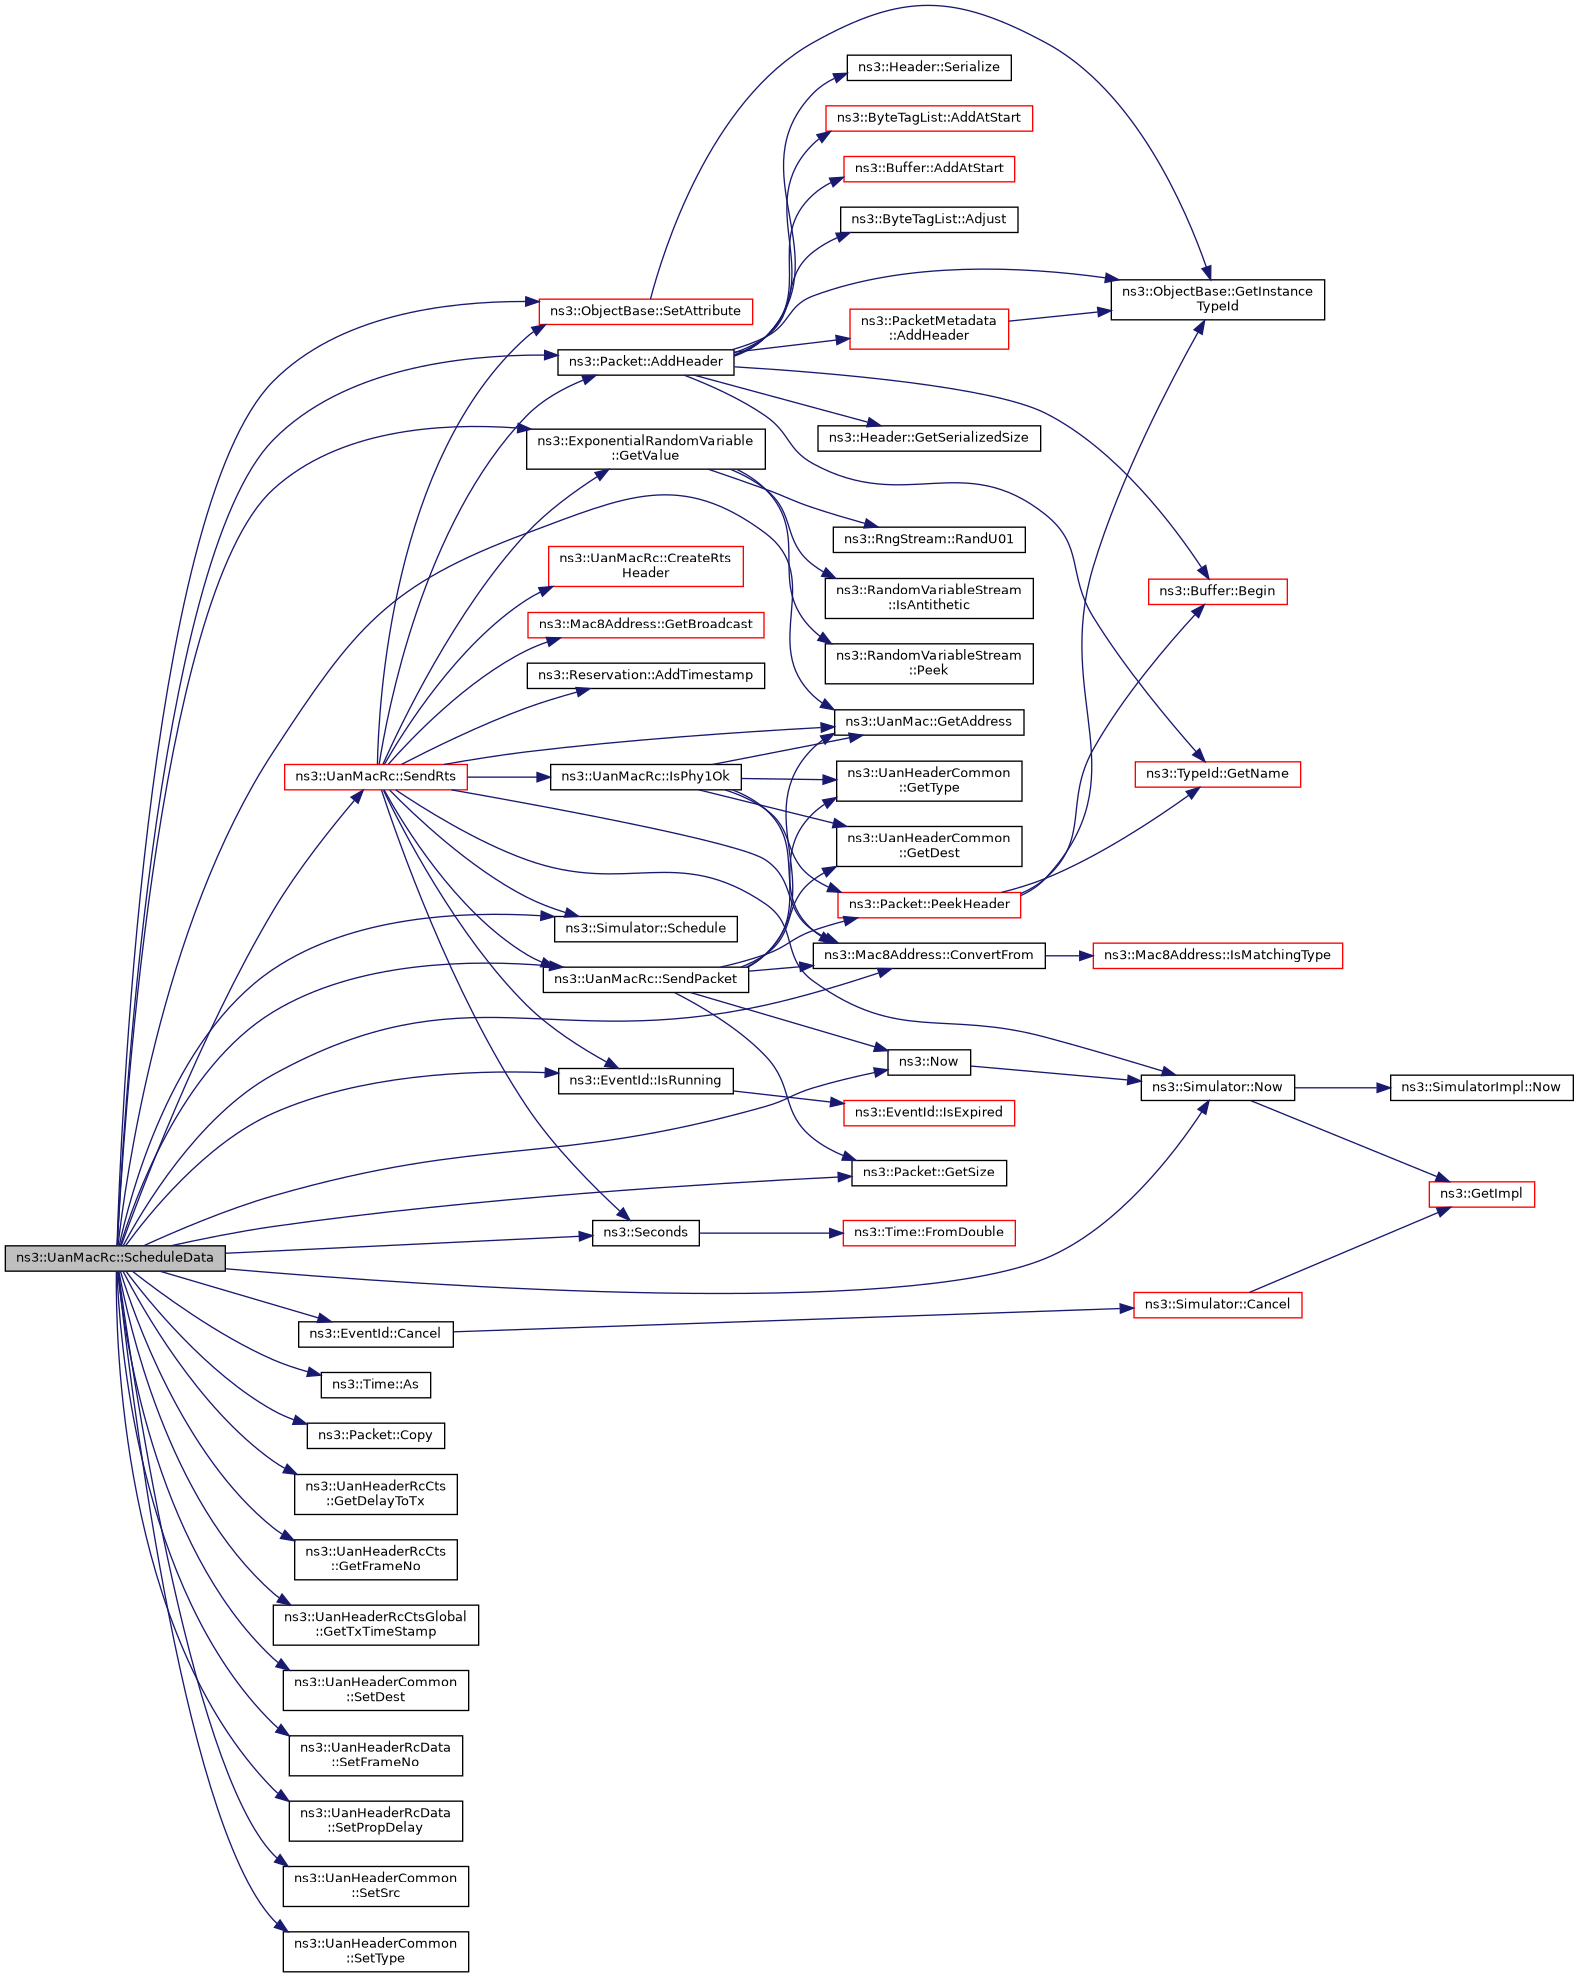 ns3::Header::Serialize
ns3::ByteTagList::AddAtStart
ns3::Buffer::AddAtStart
ns3::ByteTagList::Adjust
ns3::ObjectBase::GetInstance
TypeId
ns3::ObjectBase::SetAttribute
ns3::PacketMetadata
::AddHeader
ns3::Packet::AddHeader
ns3::Header::GetSerializedSize
ns3::ExponentialRandomVariable
::GetValue
ns3::RngStream::RandU01
ns3::UanMacRc::CreateRts
Header
ns3::RandomVariableStream
::IsAntithetic
ns3::Buffer::Begin
ns3::Mac8Address::GetBroadcast
ns3::RandomVariableStream
::Peek
ns3::Reservation::AddTimestamp
ns3::UanMac::GetAddress
ns3::UanMacRc::SendRts
ns3::UanMacRc::IsPhy1Ok
ns3::UanHeaderCommon
::GetType
ns3::TypeId::GetName
ns3::UanHeaderCommon
::GetDest
ns3::Packet::PeekHeader
ns3::Simulator::Schedule
ns3::Mac8Address::ConvertFrom
ns3::Mac8Address::IsMatchingType
ns3::UanMacRc::SendPacket
ns3::Now
ns3::EventId::IsRunning
ns3::Simulator::Now
ns3::SimulatorImpl::Now
ns3::EventId::IsExpired
ns3::Packet::GetSize
ns3::GetImpl
ns3::Seconds
ns3::Time::FromDouble
ns3::UanMacRc::ScheduleData
ns3::Simulator::Cancel
ns3::EventId::Cancel
ns3::Time::As
ns3::Packet::Copy
ns3::UanHeaderRcCts
::GetDelayToTx
ns3::UanHeaderRcCts
::GetFrameNo
ns3::UanHeaderRcCtsGlobal
::GetTxTimeStamp
ns3::UanHeaderCommon
::SetDest
ns3::UanHeaderRcData
::SetFrameNo
ns3::UanHeaderRcData
::SetPropDelay
ns3::UanHeaderCommon
::SetSrc
ns3::UanHeaderCommon
::SetType